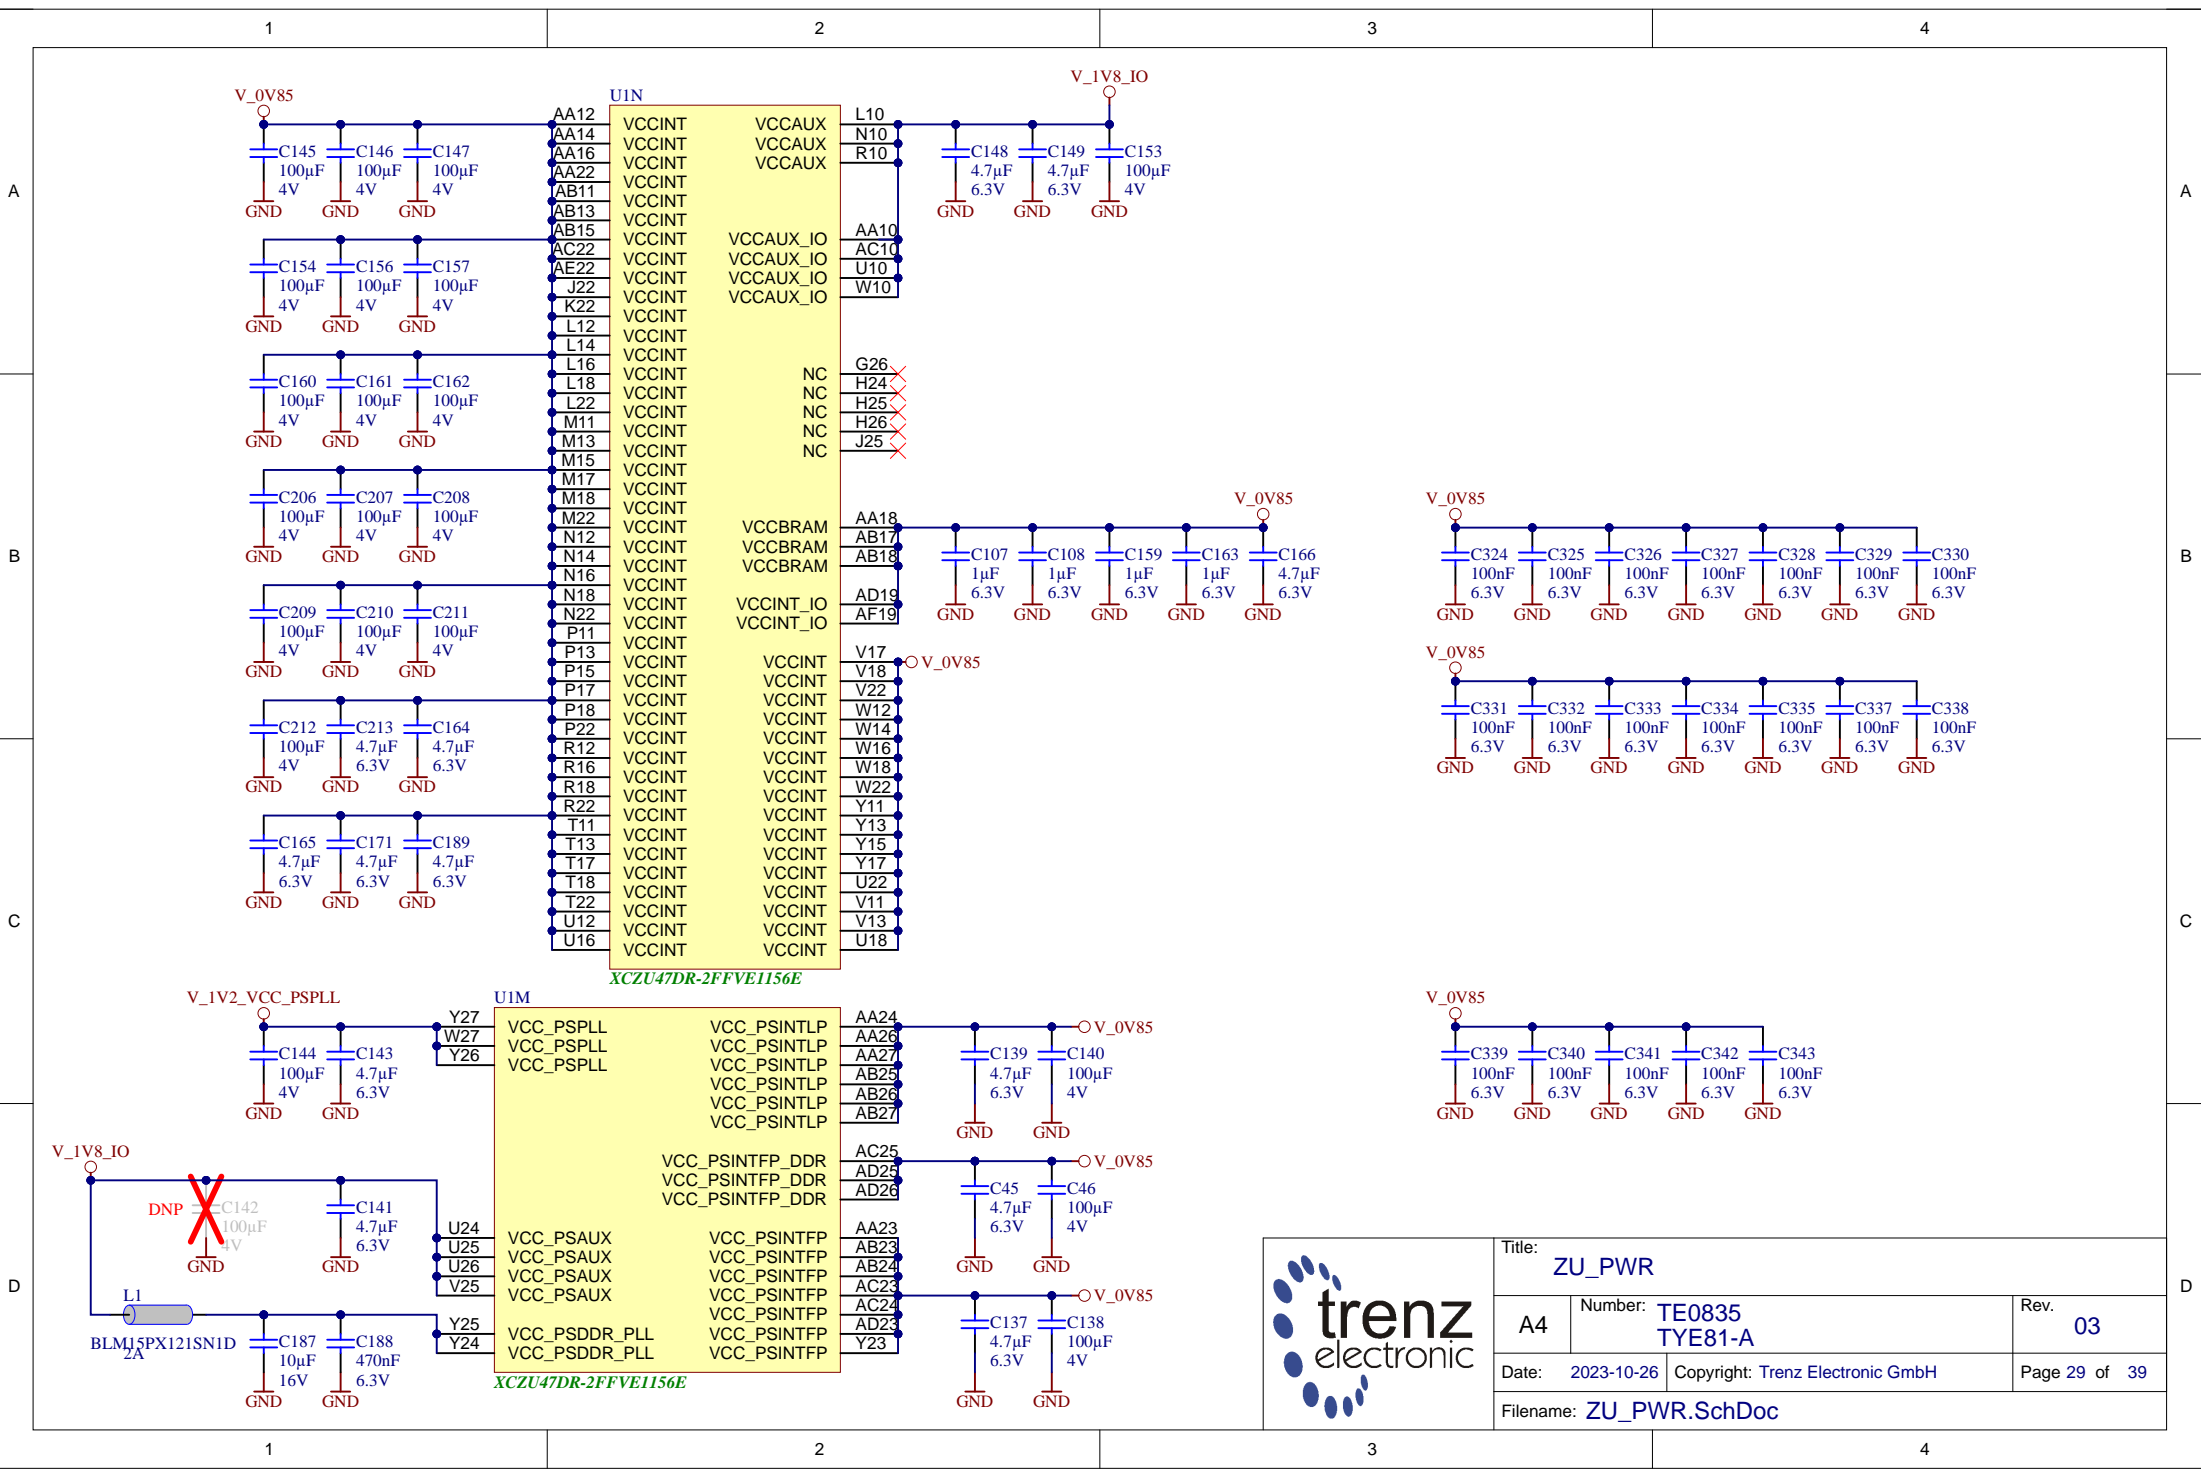 1 2 3 4
A A
B B
C C
D D
1 2 3 4
V_0V85
C145 100µF 4V GND
C146 100µF 4V GND
C147 100µF 4V GND
C154 100µF 4V GND
C156 100µF 4V GND
C157 100µF 4V GND
C160 100µF 4V GND
C161 100µF 4V GND
C162 100µF 4V GND
C206 100µF 4V GND
C207 100µF 4V GND
C208 100µF 4V GND
C209 100µF 4V GND
C210 100µF 4V GND
C211 100µF 4V GND
C212 100µF 4V GND
C213 4.7µF 6.3V GND
C164 4.7µF 6.3V GND
C165 4.7µF 6.3V GND
C171 4.7µF 6.3V GND
C189 4.7µF 6.3V GND
U1N
AA12 VCCINT
AA14 VCCINT
AA16 VCCINT
AA22 VCCINT
AB11 VCCINT
AB13 VCCINT
AB15 VCCINT
AC22 VCCINT
AE22 VCCINT
J22 VCCINT
K22 VCCINT
L12 VCCINT
L14 VCCINT
L16 VCCINT
L18 VCCINT
L22 VCCINT
M11 VCCINT
M13 VCCINT
M15 VCCINT
M17 VCCINT
M18 VCCINT
M22 VCCINT
N12 VCCINT
N14 VCCINT
N16 VCCINT
N18 VCCINT
N22 VCCINT
P11 VCCINT
P13 VCCINT
P15 VCCINT
P17 VCCINT
P18 VCCINT
P22 VCCINT
R12 VCCINT
R16 VCCINT
R18 VCCINT
R22 VCCINT
T11 VCCINT
T13 VCCINT
T17 VCCINT
T18 VCCINT
T22 VCCINT
U12 VCCINT
U16 VCCINT
VCCAUX L10
VCCAUX N10
VCCAUX R10
VCCAUX_IO AA10
VCCAUX_IO AC10
VCCAUX_IO U10
VCCAUX_IO W10
NC G26
NC H24
NC H25
NC H26
NC J25
VCCBRAM AA18
VCCBRAM AB17
VCCBRAM AB18
VCCINT_IO AD19
VCCINT_IO AF19
VCCINT V17
VCCINT V18
VCCINT V22
VCCINT W12
VCCINT W14
VCCINT W16
VCCINT W18
VCCINT W22
VCCINT Y11
VCCINT Y13
VCCINT Y15
VCCINT Y17
VCCINT U22
VCCINT V11
VCCINT V13
VCCINT U18
XCZU47DR-2FFVE1156E
V_1V8_IO
C148 4.7µF 6.3V GND
C149 4.7µF 6.3V GND
C153 100µF 4V GND
V_0V85
C107 1µF 6.3V GND
C108 1µF 6.3V GND
C159 1µF 6.3V GND
C163 1µF 6.3V GND
C166 4.7µF 6.3V GND
V_0V85
V_0V85
C324 100nF 6.3V GND
C325 100nF 6.3V GND
C326 100nF 6.3V GND
C327 100nF 6.3V GND
C328 100nF 6.3V GND
C329 100nF 6.3V GND
C330 100nF 6.3V GND
V_0V85
C331 100nF 6.3V GND
C332 100nF 6.3V GND
C333 100nF 6.3V GND
C334 100nF 6.3V GND
C335 100nF 6.3V GND
C337 100nF 6.3V GND
C338 100nF 6.3V GND
V_0V85
C339 100nF 6.3V GND
C340 100nF 6.3V GND
C341 100nF 6.3V GND
C342 100nF 6.3V GND
C343 100nF 6.3V GND
V_1V2_VCC_PSPLL
C144 100µF 4V GND
C143 4.7µF 6.3V GND
V_1V8_IO
DNP C142 100µF 4V GND
C141 4.7µF 6.3V GND
L1
BLM15PX121SN1D
2A
C187 10µF 16V GND
C188 470nF 6.3V GND
U1M
Y27 VCC_PSPLL
W27 VCC_PSPLL
Y26 VCC_PSPLL
U24 VCC_PSAUX
U25 VCC_PSAUX
U26 VCC_PSAUX
V25 VCC_PSAUX
Y25 VCC_PSDDR_PLL
Y24 VCC_PSDDR_PLL
VCC_PSINTLP AA24
VCC_PSINTLP AA26
VCC_PSINTLP AA27
VCC_PSINTLP AB25
VCC_PSINTLP AB26
VCC_PSINTLP AB27
VCC_PSINTFP_DDR AC25
VCC_PSINTFP_DDR AD25
VCC_PSINTFP_DDR AD26
VCC_PSINTFP AA23
VCC_PSINTFP AB23
VCC_PSINTFP AB24
VCC_PSINTFP AC23
VCC_PSINTFP AC24
VCC_PSINTFP AD23
VCC_PSINTFP Y23
XCZU47DR-2FFVE1156E
V_0V85
C139 4.7µF 6.3V GND
C140 100µF 4V GND
V_0V85
C45 4.7µF 6.3V GND
C46 100µF 4V GND
V_0V85
C137 4.7µF 6.3V GND
C138 100µF 4V GND
trenz
electronic
Title:
ZU_PWR
A4
Number: TE0835
TYE81-A
Rev.
03
Date: 2023-10-26 Copyright: Trenz Electronic GmbH Page 29 of 39
Filename: ZU_PWR.SchDoc